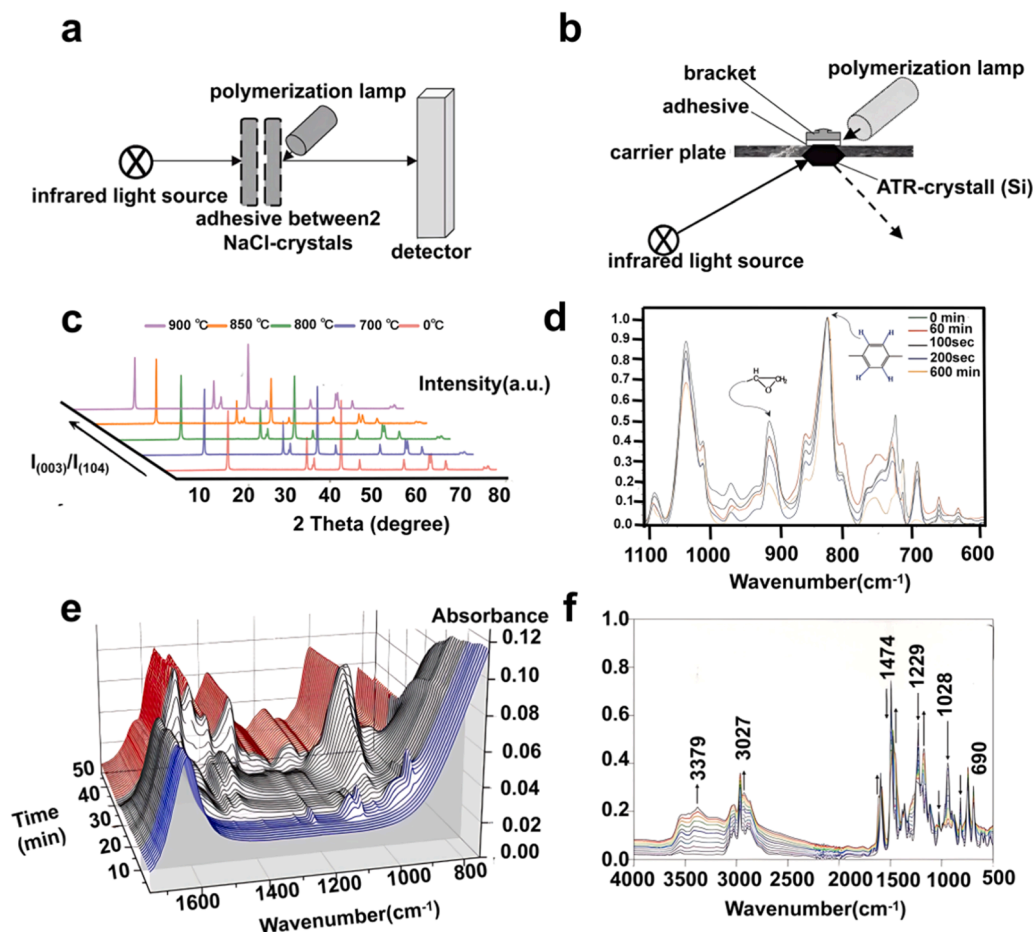 a
polymerization lamp
infrared light source
adhesive between2
NaCl-crystals
detector
b
bracket
adhesive
carrier plate
polymerization lamp
ATR-crystall (Si)
infrared light source
c
900 ℃ 850 ℃ 800 ℃ 700 ℃ 0℃
Intensity(a.u.)
I(003)/I(104)
10 20 30 40 50 60 70 80
2 Theta (degree)
d
0 min
60 min
100sec
200sec
600 min
H H
H H
H
O
CH₂
1.0
0.9
0.8
0.7
0.6
0.5
0.4
0.3
0.2
0.1
0.0
1100 1000 900 800 700 600
Wavenumber(cm⁻¹)
e
Absorbance
0.12
0.10
0.08
0.06
0.04
0.02
0.00
50
40
30
20
10
Time
(min)
1600 1400 1200 1000 800
Wavenumber(cm⁻¹)
f
1.0
0.8
0.6
0.4
0.2
0.0
3379
3027
1474
1229
1028
690
4000 3500 3000 2500 2000 1500 1000 500
Wavenumber(cm⁻¹)